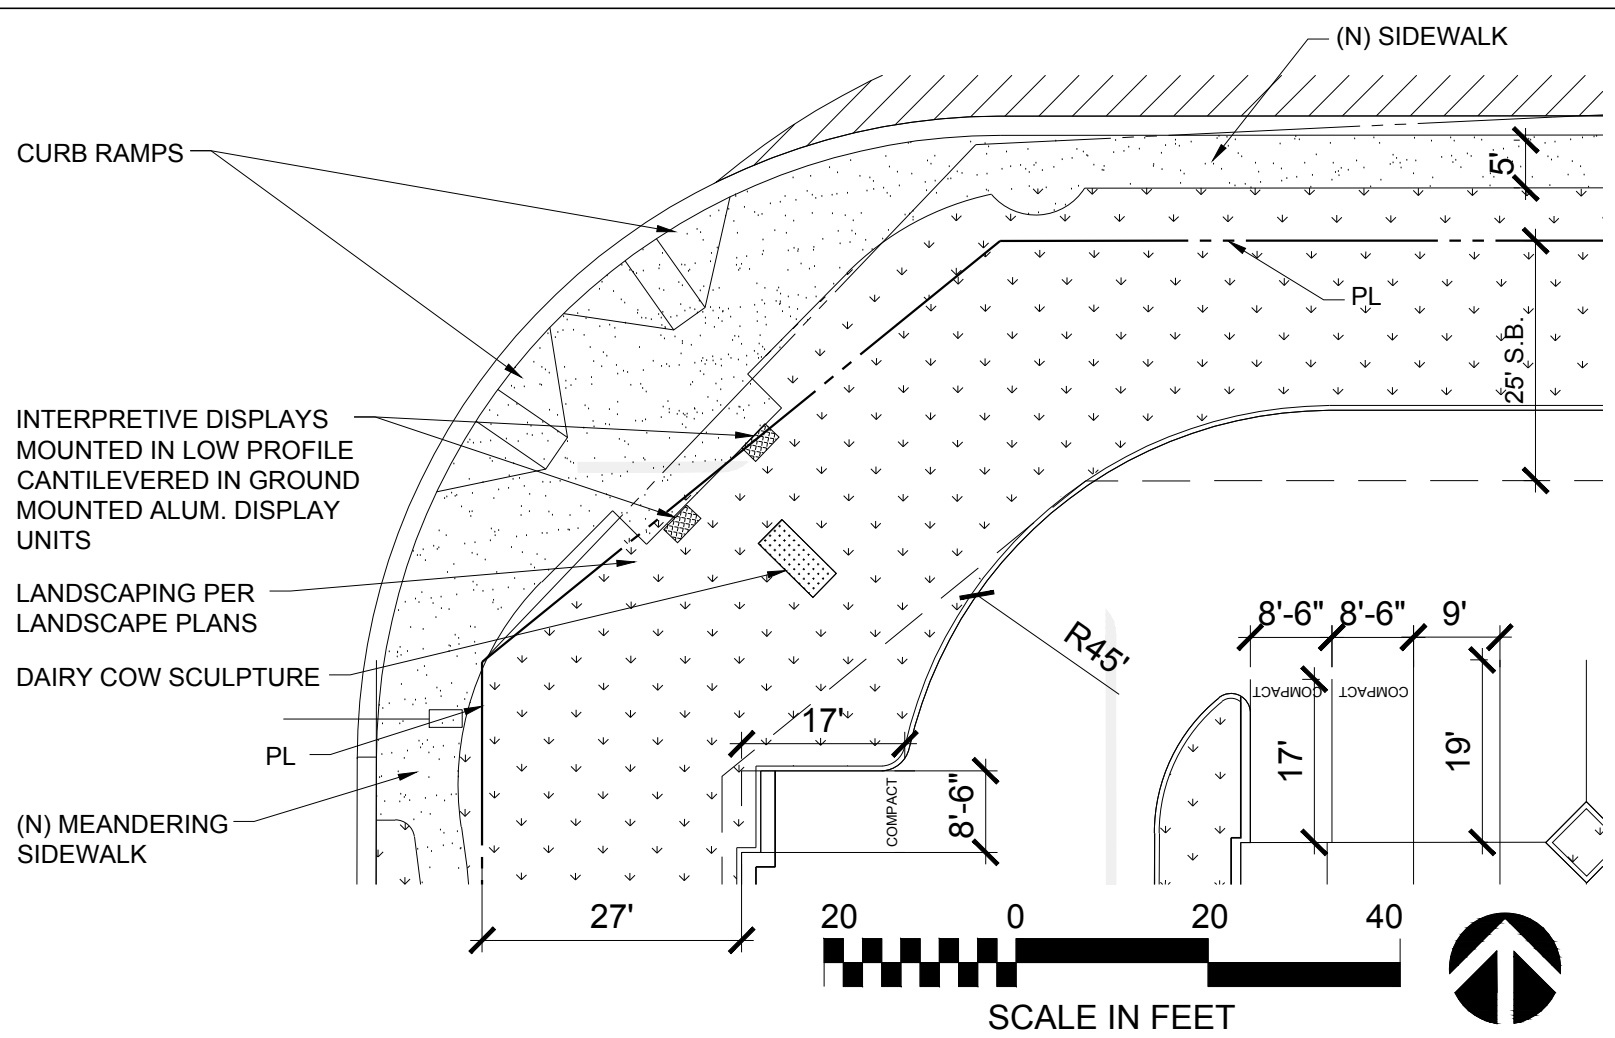 (N) SIDEWALK
CURB RAMPS
5'
PL
25' S.B.
INTERPRETIVE DISPLAYS
MOUNTED IN LOW PROFILE
CANTILEVERED IN GROUND
MOUNTED ALUM. DISPLAY
UNITS
LANDSCAPING PER
LANDSCAPE PLANS
DAIRY COW SCULPTURE
R45'
8'-6" 8'-6" 9'
COMPACT COMPACT
17'
PL
17'
19'
COMPACT
8'-6"
(N) MEANDERING
SIDEWALK
27'
20 0 20 40
SCALE IN FEET